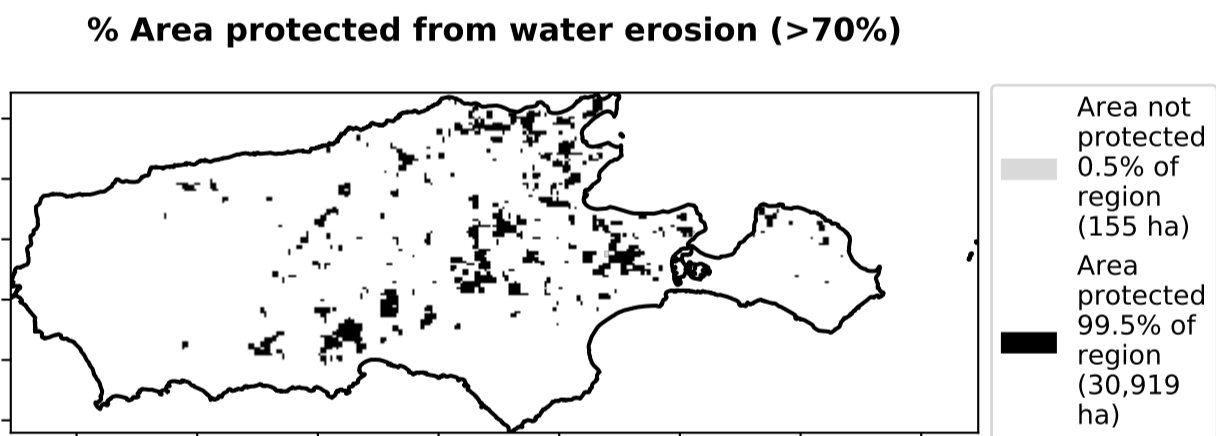 % Area protected from water erosion (>70%)
Area not
protected
0.5% of
region
(155 ha)
Area
protected
99.5% of
region
(30,919
ha)